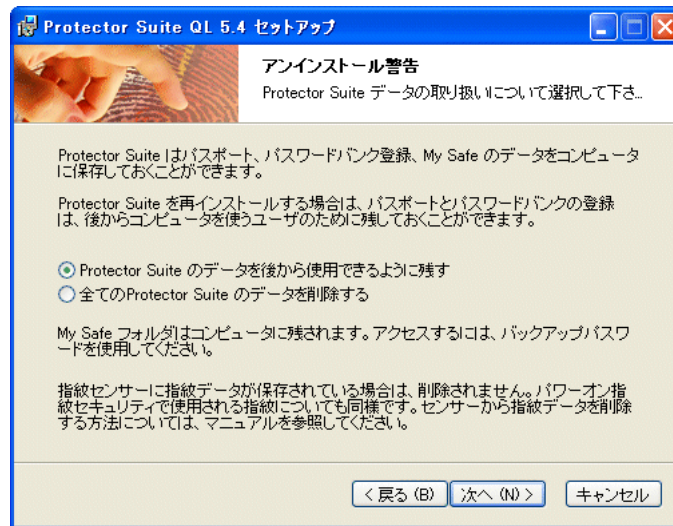 Protector Suite QL 5.4 セットアップ
アンインストール警告
Protector Suite データの取り扱いについて選択して下さ...
Protector Suite はパスポート、パスワードバンク登録、My Safe のデータをコンピュータ
に保存しておくことができます。
Protector Suite を再インストールする場合は、パスポートとパスワードバンクの登録
は、後からコンピュータを使うユーザのために残しておくことができます。
Protector Suite のデータを後から使用できるように残す
全てのProtector Suite のデータを削除する
My Safe フォルダはコンピュータに残されます。アクセスするには、バックアップパスワ
ードを使用してください。
指紋センサーに指紋データが保存されている場合は、削除されません。パワーオン指
紋セキュリティで使用される指紋についても同様です。センサーから指紋データを削除
する方法については、マニュアルを参照してください。
< 戻る (B) 次へ (N) > キャンセル